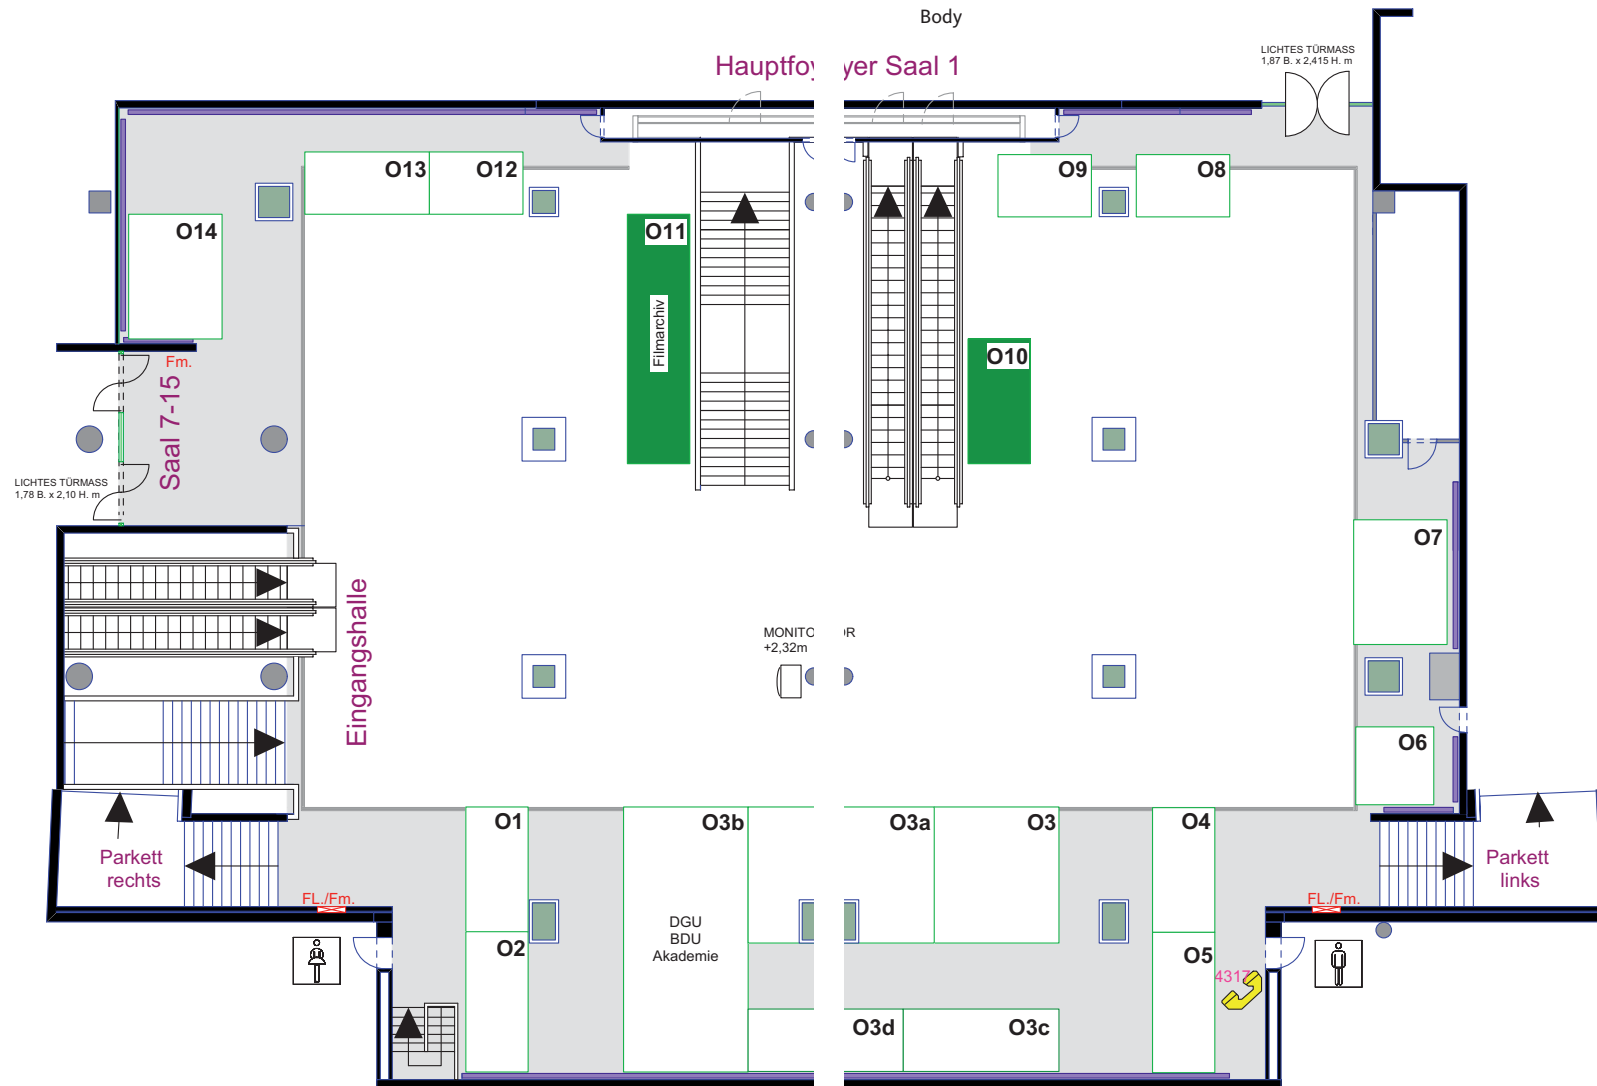 Body
Hauptfoy yer Saal 1
LICHTES TÜRMASS
1,87 B. x 2,415 H. m
O13
O12
O9
O8
O14
O11
Filmarchiv
O10
Fm.
Saal 7-15
LICHTES TÜRMASS
1,78 B. x 2,10 H. m
O7
Eingangshalle
MONITO OR
+2,32m
O6
O1
O3b
O3a
O3
O4
Parkett
rechts
Parkett
links
FL./Fm.
FL./Fm.
DGU
BDU
Akademie
O2
O5
4317
O3d
O3c